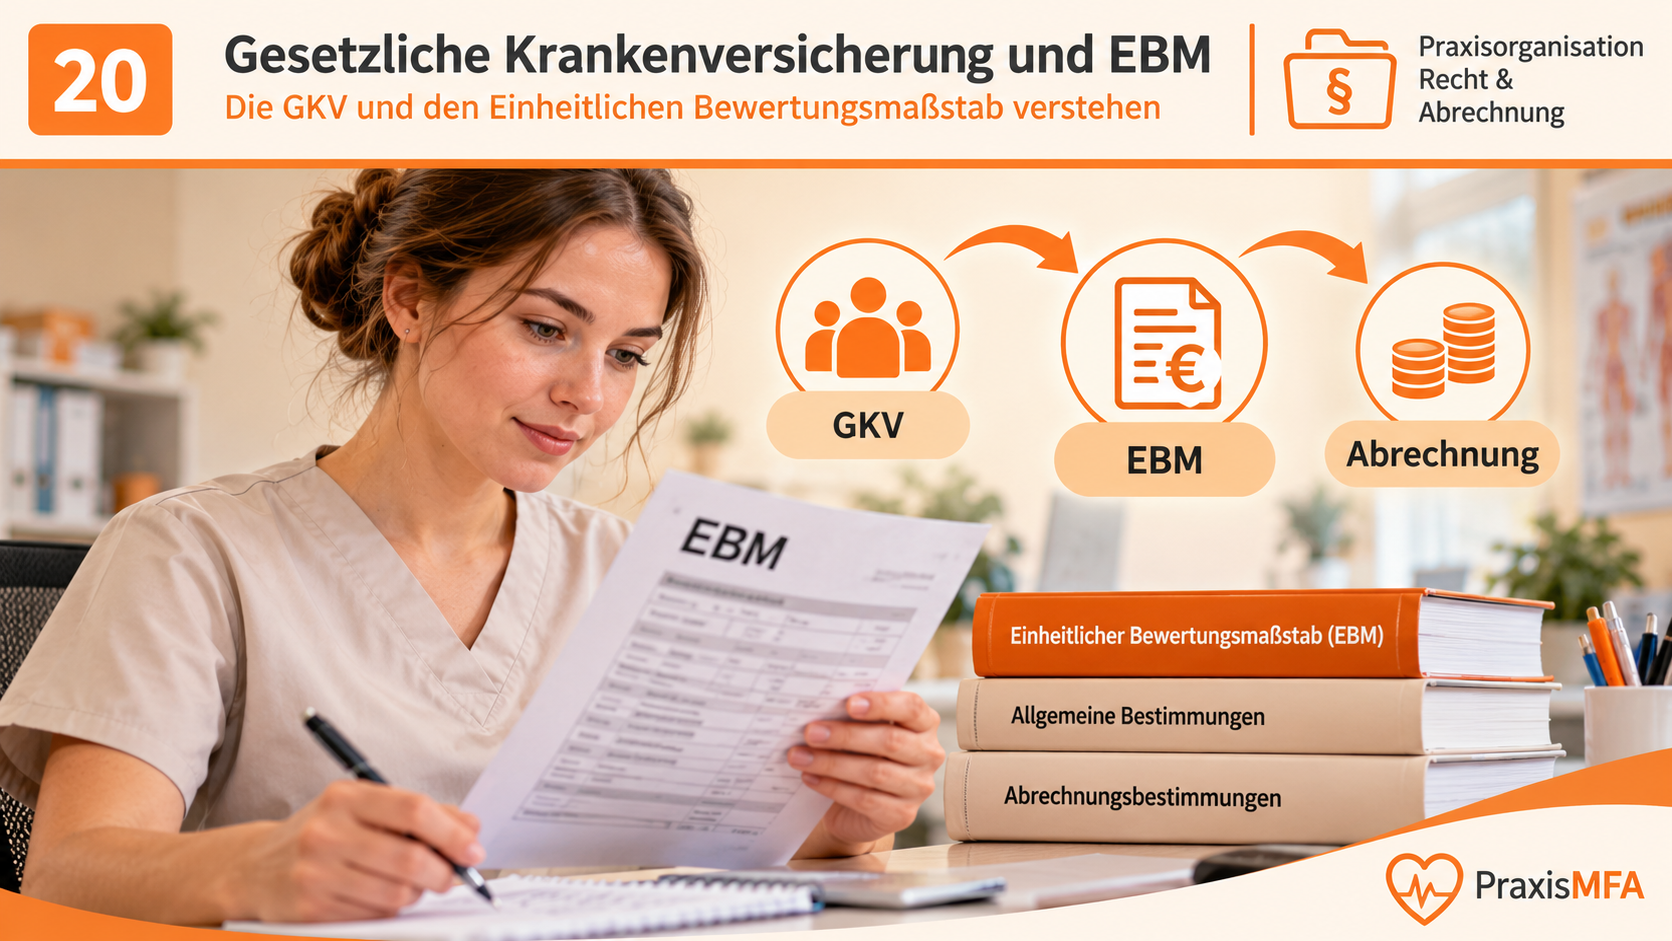 20
Gesetzliche Krankenversicherung und EBM
Die GKV und den Einheitlichen Bewertungsmaßstab verstehen
§
Praxisorganisation
Recht &
Abrechnung
GKV
€
EBM
Abrechnung
EBM
Einheitlicher Bewertungsmaßstab (EBM)
Allgemeine Bestimmungen
Abrechnungsbestimmungen
PraxisMFA